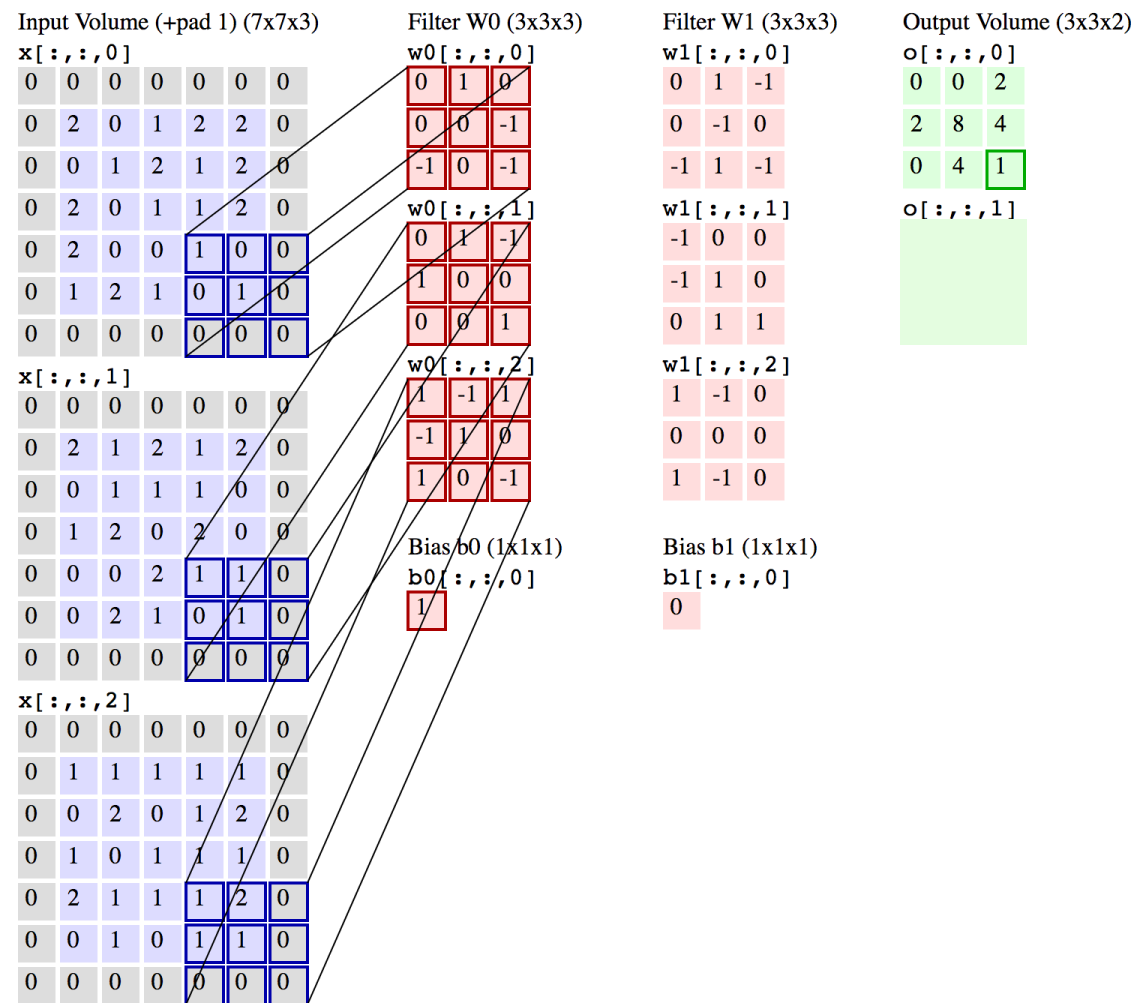 Input Volume (+pad 1) (7x7x3)
x[:,:,0]
0 0 0 0 0 0 0
0 2 0 1 2 2 0
0 0 1 2 1 2 0
0 2 0 1 1 2 0
0 2 0 0 1 0 0
0 1 2 1 0 1 0
0 0 0 0 0 0 0
x[:,:,1]
0 0 0 0 0 0 0
0 2 1 2 1 2 0
0 0 1 1 1 0 0
0 1 2 0 2 0 0
0 0 0 2 1 1 0
0 0 2 1 0 1 0
0 0 0 0 0 0 0
x[:,:,2]
0 0 0 0 0 0 0
0 1 1 1 1 1 0
0 0 2 0 1 2 0
0 1 0 1 1 1 0
0 2 1 1 1 2 0
0 0 1 0 1 1 0
0 0 0 0 0 0 0
Filter W0 (3x3x3)
w0[:,:,0]
0 1 0
0 0 -1
-1 0 -1
w0[:,:,1]
0 1 -1
1 0 0
0 0 1
w0[:,:,2]
1 -1 1
-1 1 0
1 0 -1
Bias b0 (1x1x1)
b0[:,:,0]
1
Filter W1 (3x3x3)
w1[:,:,0]
0 1 -1
0 -1 0
-1 1 -1
w1[:,:,1]
-1 0 0
-1 1 0
0 1 1
w1[:,:,2]
1 -1 0
0 0 0
1 -1 0
Bias b1 (1x1x1)
b1[:,:,0]
0
Output Volume (3x3x2)
o[:,:,0]
0 0 2
2 8 4
0 4 1
o[:,:,1]